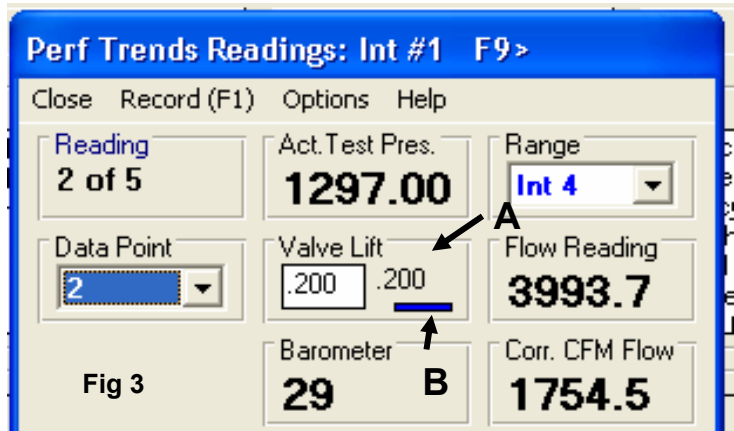 Perf Trends Readings: Int #1 F9>
Close Record (F1) Options Help
Reading
2 of 5
Act.Test Pres.
1297.00
Range
Int 4
A
Data Point
2
Valve Lift
.200 .200
Flow Reading
3993.7
Fig 3
Barometer
29
B
Corr. CFM Flow
1754.5